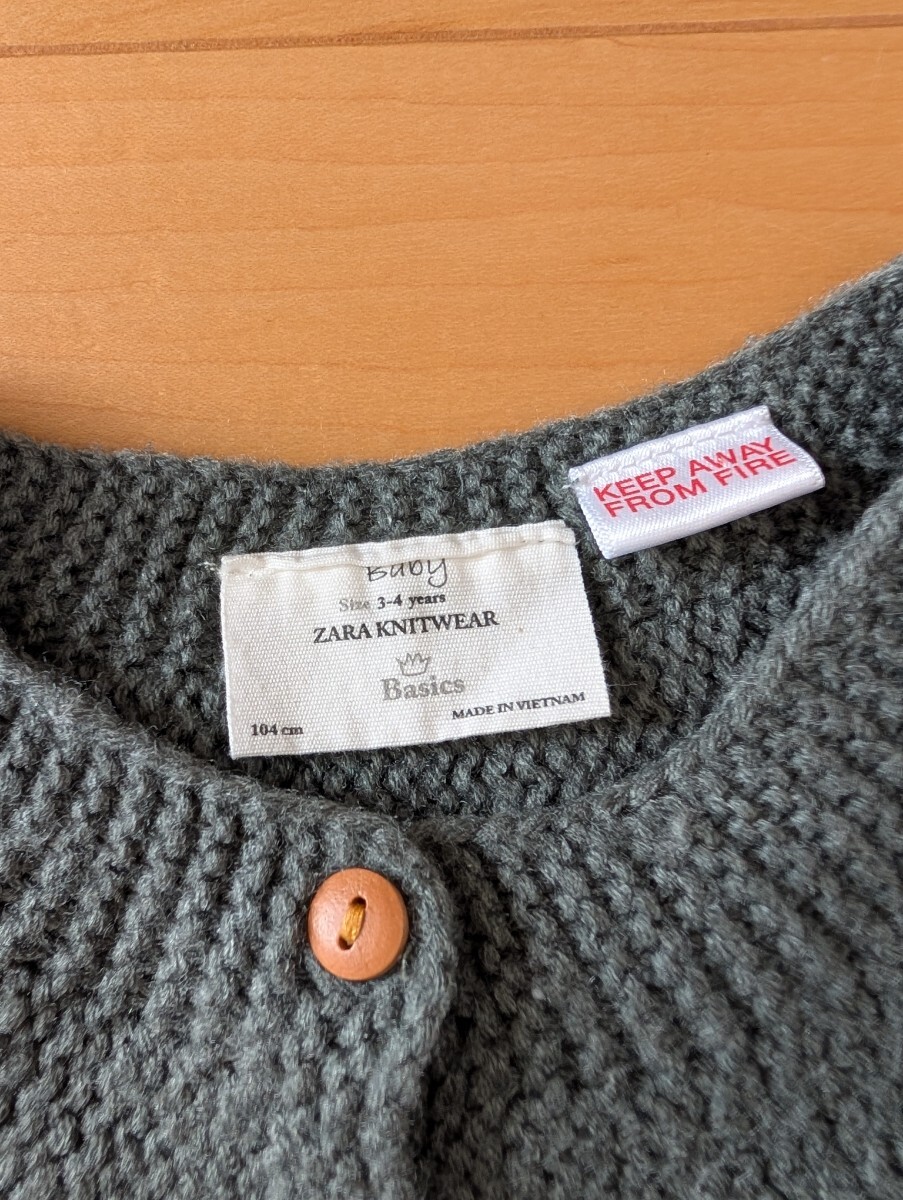 Baby
Size 3-4 years
ZARA KNITWEAR
Basics
104 cm
MADE IN VIETNAM
KEEP AWAY
FROM FIRE